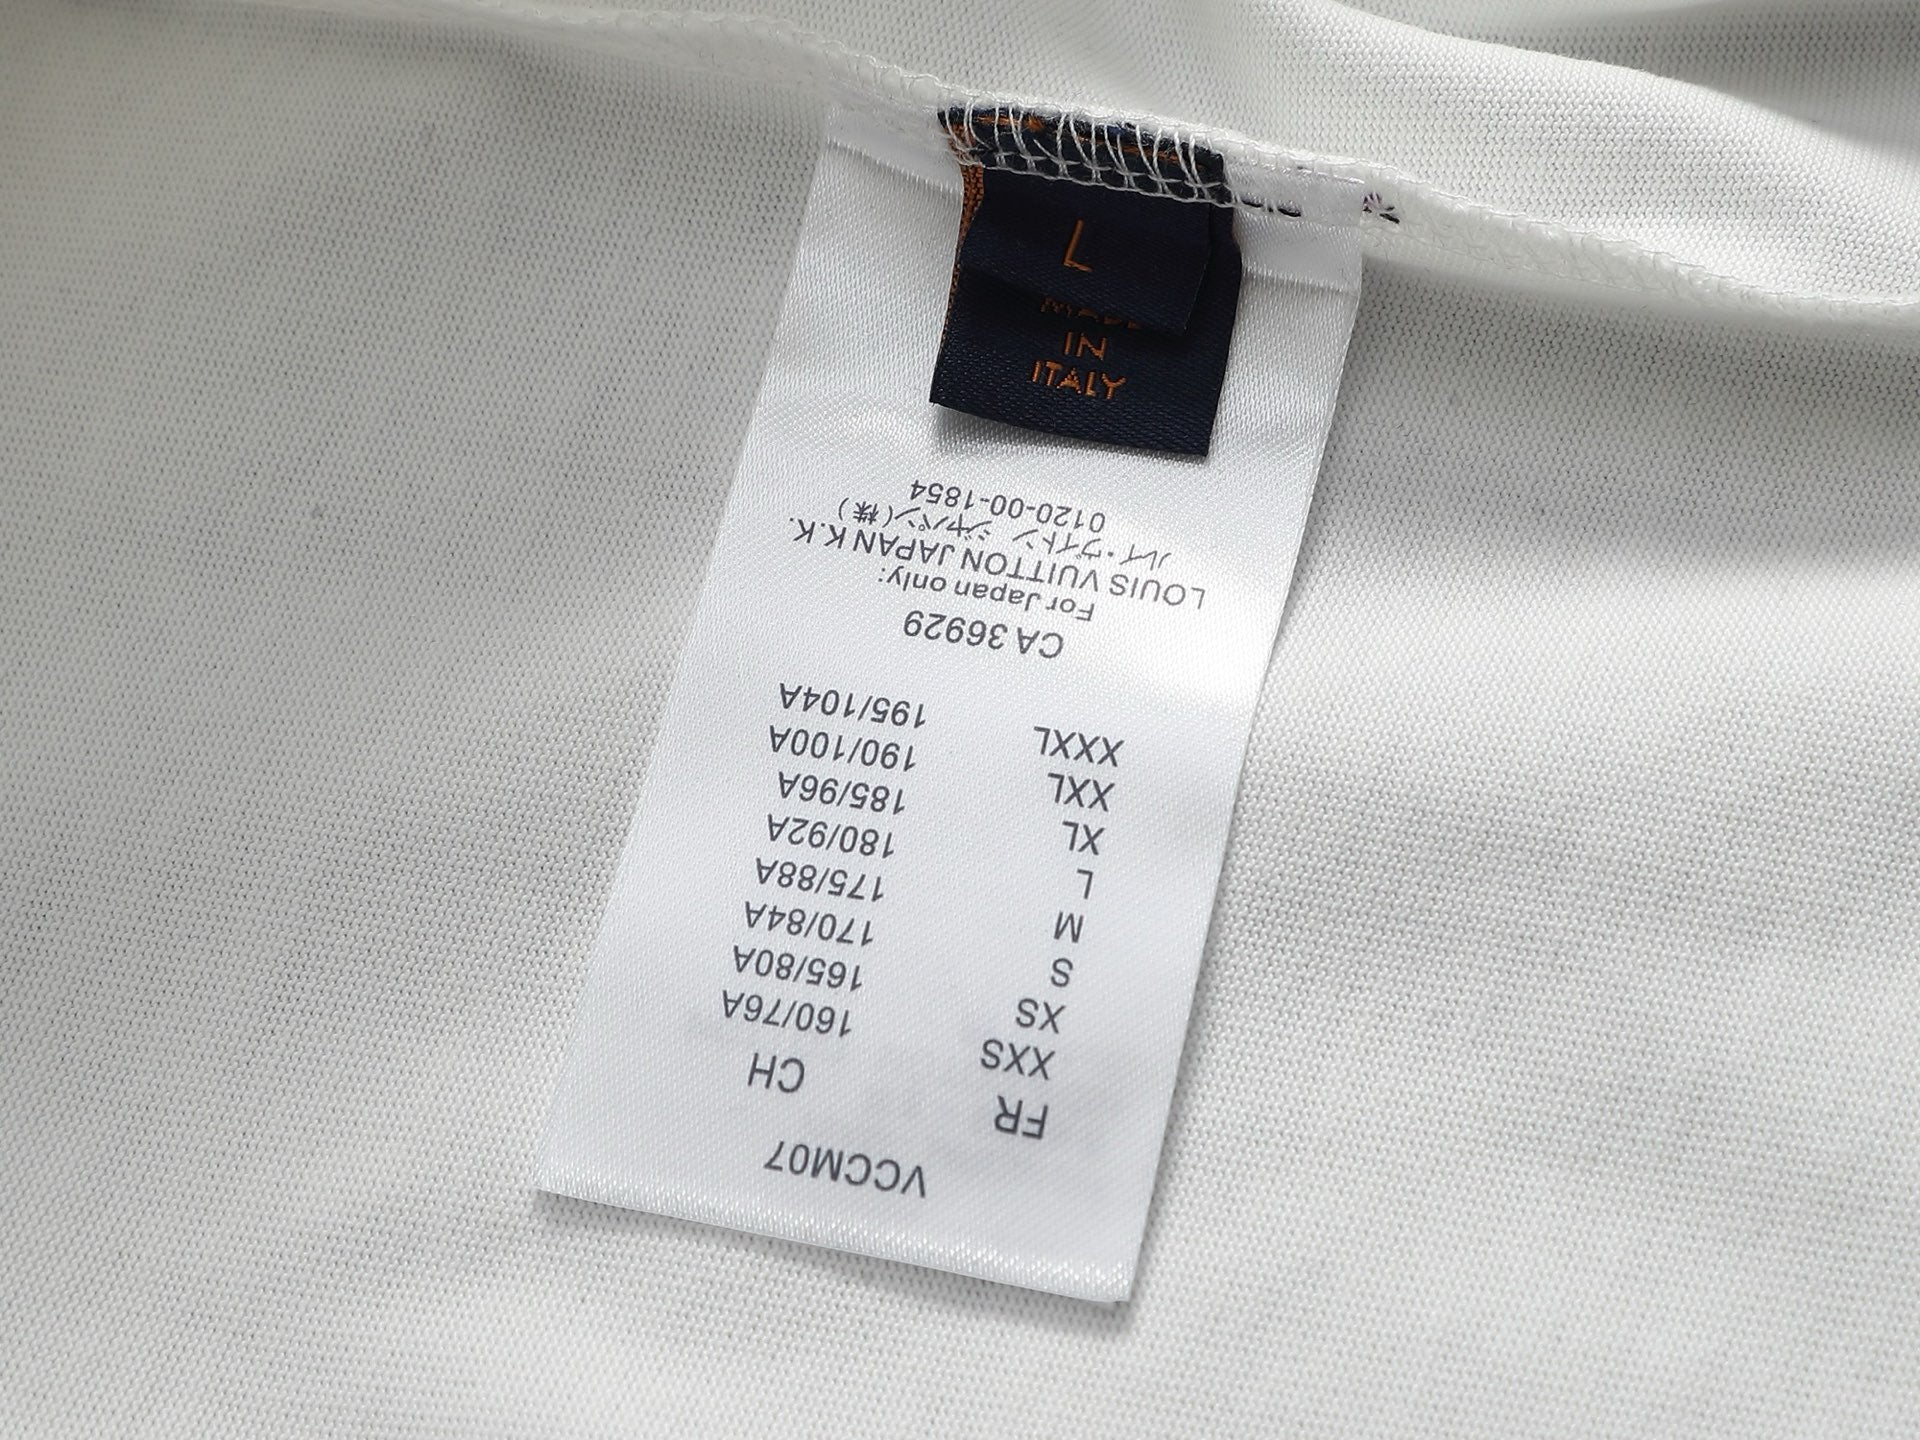 L
MADE
IN
ITALY
VCCM07
FR CH
XXS 160/76A
XS 165/80A
S 170/84A
M 175/88A
L 180/92A
XL 185/96A
XXL 190/100A
XXXL 195/104A
CA 36929
For Japan only:
LOUIS VUITTON JAPAN K.K.
ルイ・ヴィトン ジャパン(株)
0120-00-1854